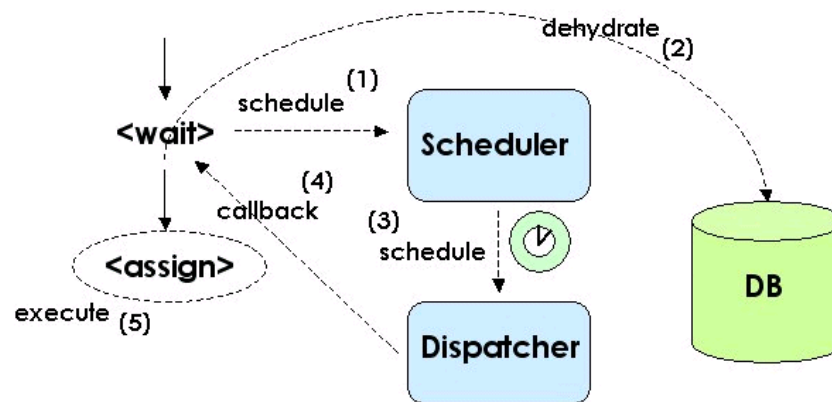 dehydrate (2)
schedule (1)
<wait>
Scheduler
callback (4)
(3)
schedule
<assign>
DB
execute (5)
Dispatcher